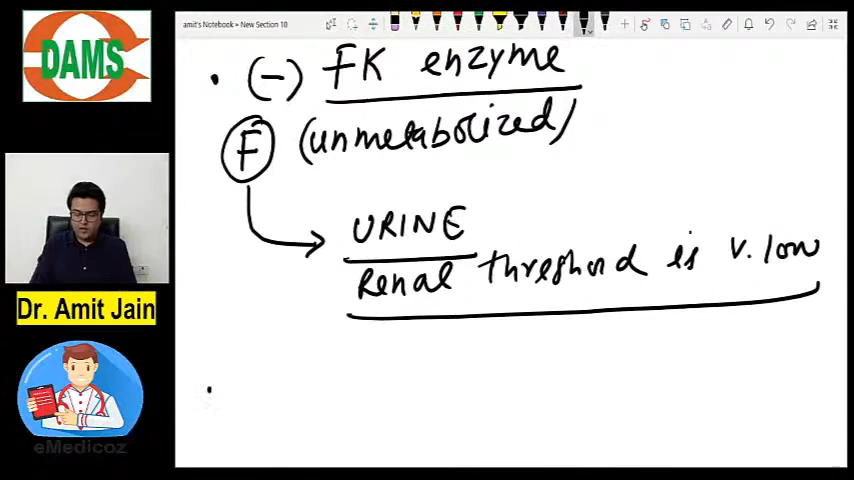 DAMS
amit's Notebook > New Section 10
• (-) FK enzyme
F (unmetabolized)
URINE
Renal threshold is v. low
Dr. Amit Jain
eMedicoz